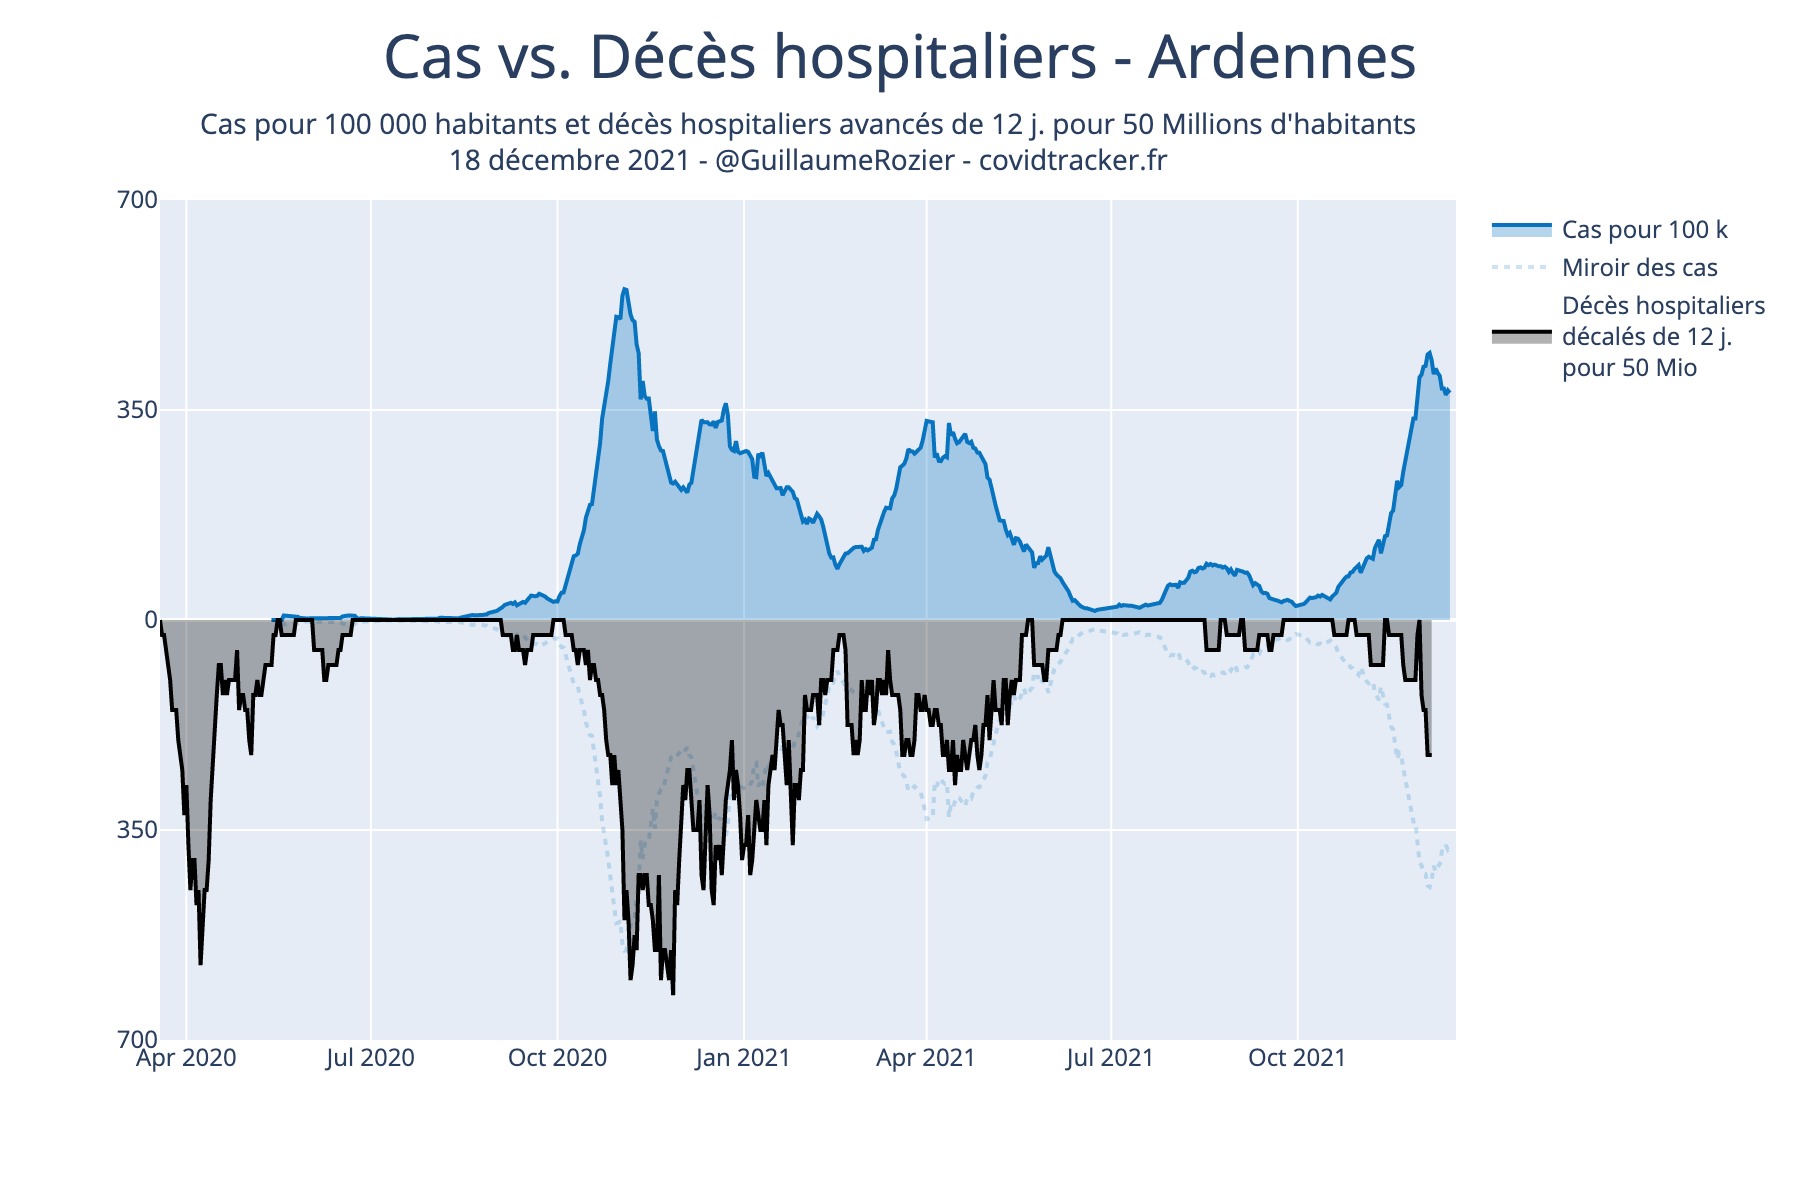 Cas vs. Décès hospitaliers - Ardennes
Cas pour 100 000 habitants et décès hospitaliers avancés de 12 j. pour 50 Millions d'habitants
18 décembre 2021 - @GuillaumeRozier - covidtracker.fr
700
350
0
350
700
Apr 2020
Jul 2020
Oct 2020
Jan 2021
Apr 2021
Jul 2021
Oct 2021
Cas pour 100 k
Miroir des cas
Décès hospitaliers
décalés de 12 j.
pour 50 Mio